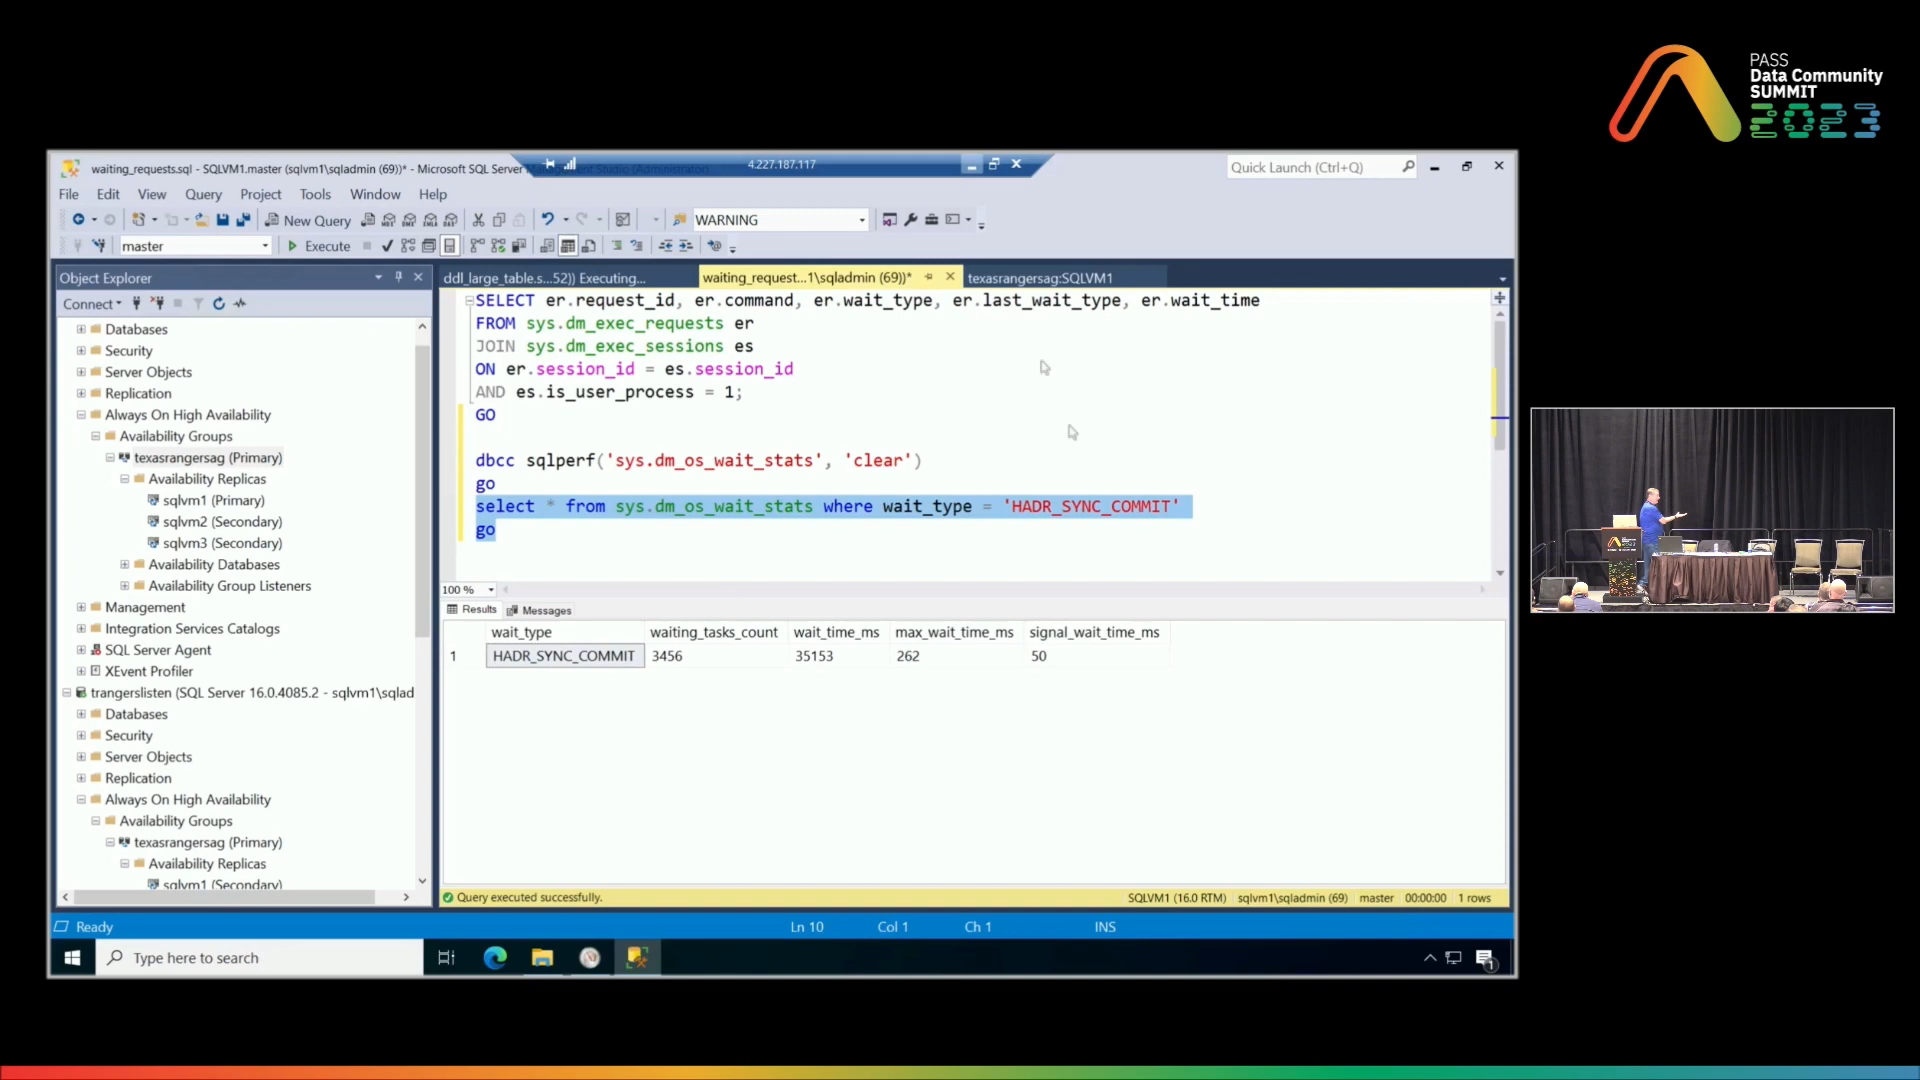 PASS
Data Community
SUMMIT
2023
waiting_requests.sql - SQLVM1.master (sqlvm1\sqladmin (69))* - Microsoft SQL Server Management Studio (Administrator)
4.227.187.117
Quick Launch (Ctrl+Q)
File Edit View Query Project Tools Window Help
New Query WARNING
master Execute
Object Explorer
ddl_large_table.s...52)) Executing... waiting_request...1\sqladmin (69))* texasrangersag:SQLVM1
Connect
Databases
Security
Server Objects
Replication
Always On High Availability
Availability Groups
texasrangersag (Primary)
Availability Replicas
sqlvm1 (Primary)
sqlvm2 (Secondary)
sqlvm3 (Secondary)
Availability Databases
Availability Group Listeners
Management
Integration Services Catalogs
SQL Server Agent
XEvent Profiler
trangerslisten (SQL Server 16.0.4085.2 - sqlvm1\sqlad
Databases
Security
Server Objects
Replication
Always On High Availability
Availability Groups
texasrangersag (Primary)
Availability Replicas
sqlvm1 (Secondary)
SELECT er.request_id, er.command, er.wait_type, er.last_wait_type, er.wait_time
FROM sys.dm_exec_requests er
JOIN sys.dm_exec_sessions es
ON er.session_id = es.session_id
AND es.is_user_process = 1;
GO
dbcc sqlperf('sys.dm_os_wait_stats', 'clear')
go
select * from sys.dm_os_wait_stats where wait_type = 'HADR_SYNC_COMMIT'
go
100 %
Results Messages
wait_type waiting_tasks_count wait_time_ms max_wait_time_ms signal_wait_time_ms
1 HADR_SYNC_COMMIT 3456 35153 262 50
Query executed successfully. SQLVM1 (16.0 RTM) sqlvm1\sqladmin (69) master 00:00:00 1 rows
Ready Ln 10 Col 1 Ch 1 INS
Type here to search
1